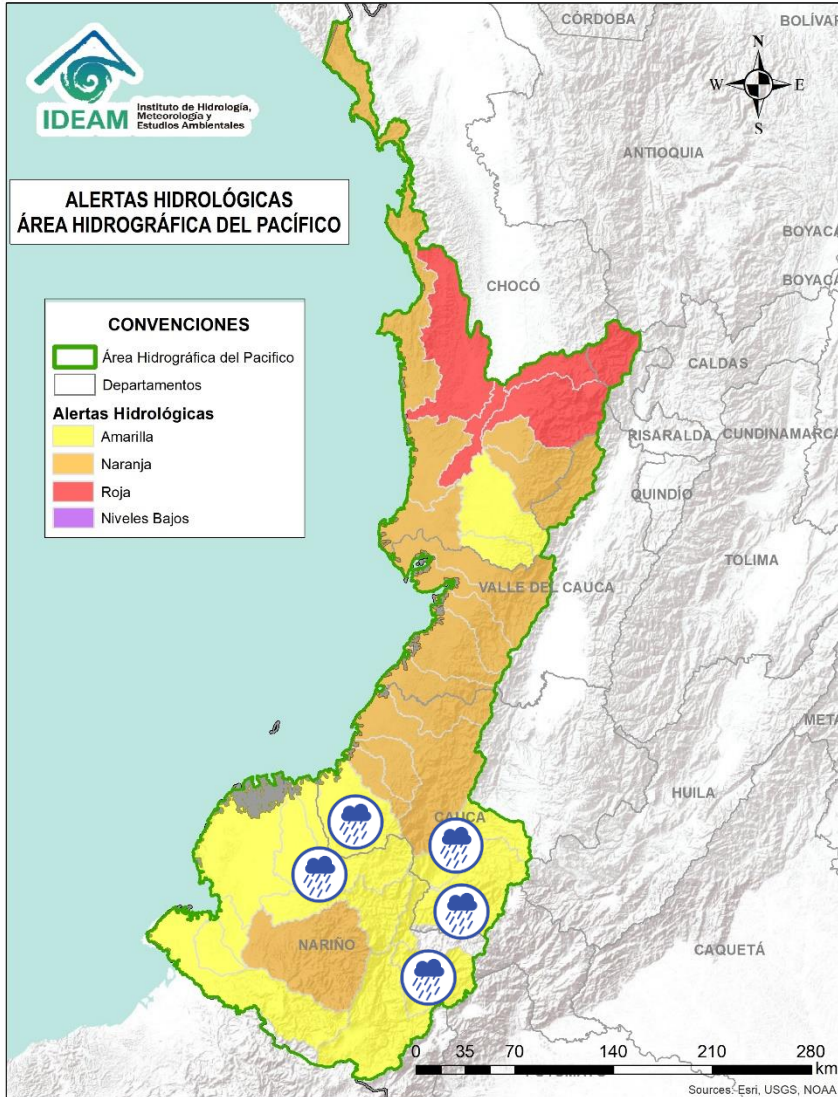 CÓRDOBA
BOLÍVAR
IDEAM
Instituto de Hidrología,
Meteorología y
Estudios Ambientales
N
W
E
S
ANTIOQUIA
ALERTAS HIDROLÓGICAS
ÁREA HIDROGRÁFICA DEL PACÍFICO
BOYACÁ
BOYACÁ
CHOCÓ
CONVENCIONES
Área Hidrográfica del Pacifico
Departamentos
Alertas Hidrológicas
Amarilla
Naranja
Roja
Niveles Bajos
CALDAS
RISARALDA
CUNDINAMARCA
QUINDÍO
TOLIMA
VALLE DEL CAUCA
META
HUILA
CAUCA
NARIÑO
CAQUETÁ
0 35 70 140 210 280
km
Sources: Esri, USGS, NOAA